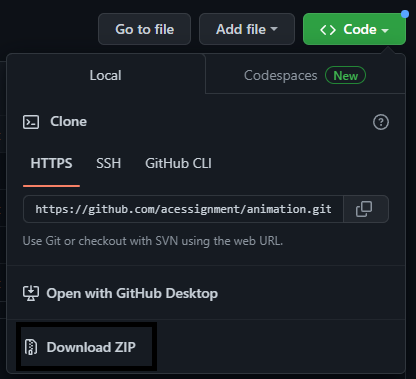 Go to file Add file Code
Local Codespaces New
Clone
HTTPS SSH GitHub CLI
https://github.com/acessignment/animation.git
Use Git or checkout with SVN using the web URL.
Open with GitHub Desktop
Download ZIP